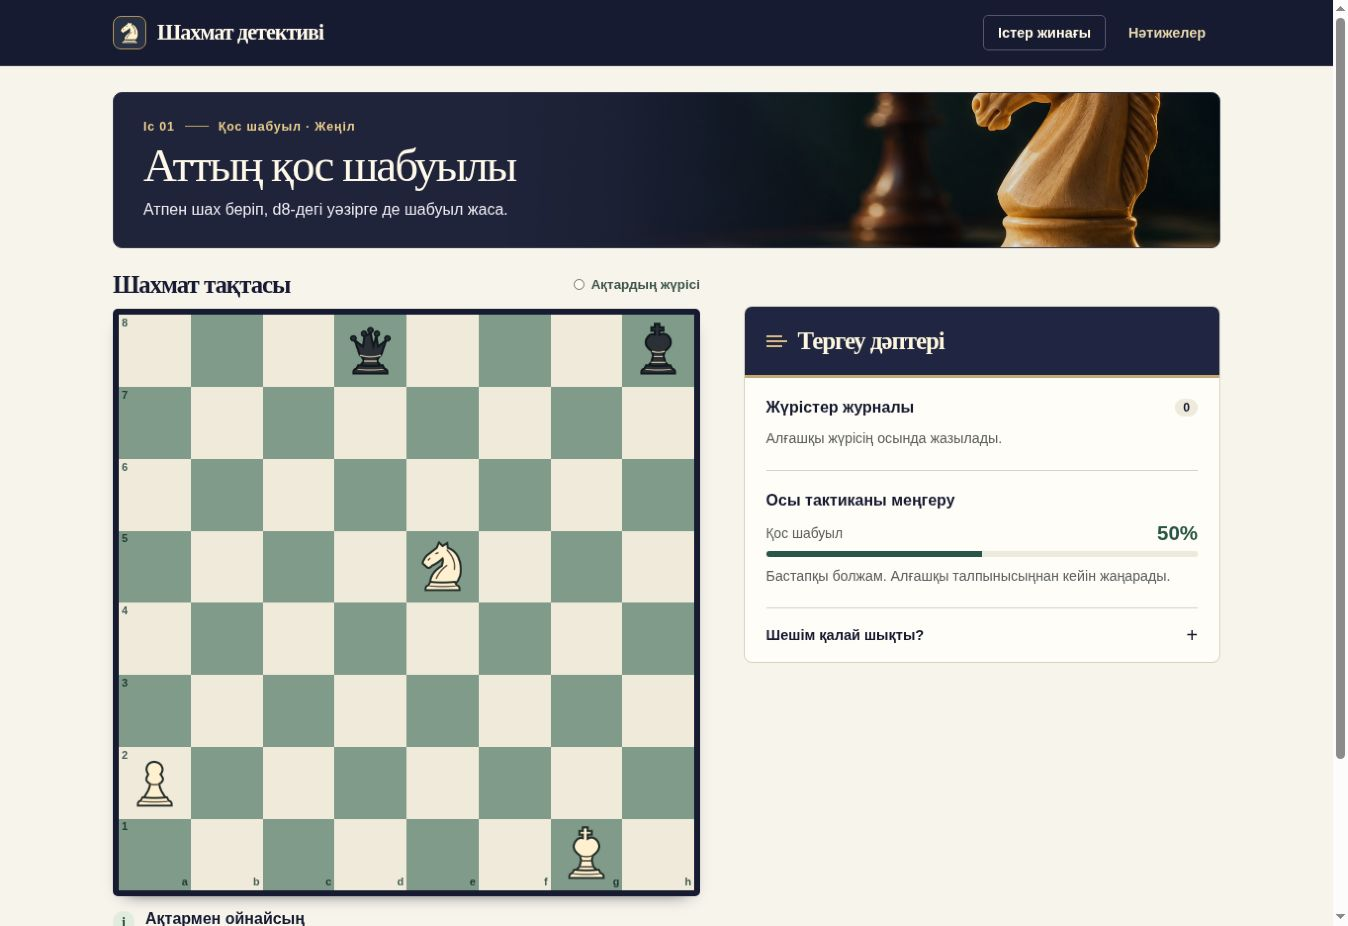 Шахмат детективі
Істер жинағы
Нәтижелер
Іс 01 — Қос шабуыл · Жеңіл
Аттың қос шабуылы
Атпен шах беріп, d8-дегі уәзірге де шабуыл жаса.
Шахмат тақтасы
Ақтардың жүрісі
8
7
6
5
4
3
2
1
a b c d e f g h
Тергеу дәптері
Жүрістер журналы 0
Алғашқы жүрісің осында жазылады.
Осы тактиканы меңгеру
Қос шабуыл 50%
Бастапқы болжам. Алғашқы талпынысыңнан кейін жаңарады.
Шешім қалай шықты? +
i Ақтармен ойнайсың